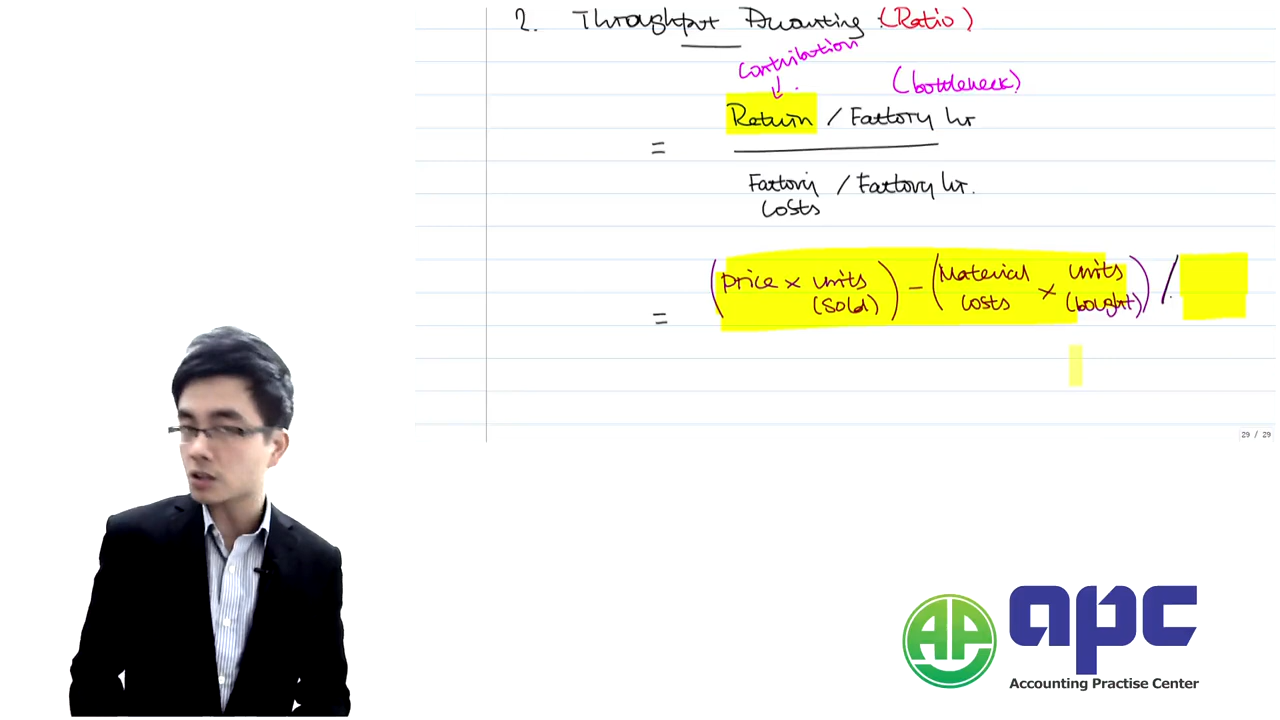 2. Throughput Accounting (Ratio)
Contribution
(bottleneck)
Return / Factory hr
=
Factory / Factory hr.
Costs
(Price × units (Sold)) − (Material costs × units (bought)) /
=
29 / 29
AP
apc
Accounting Practise Center